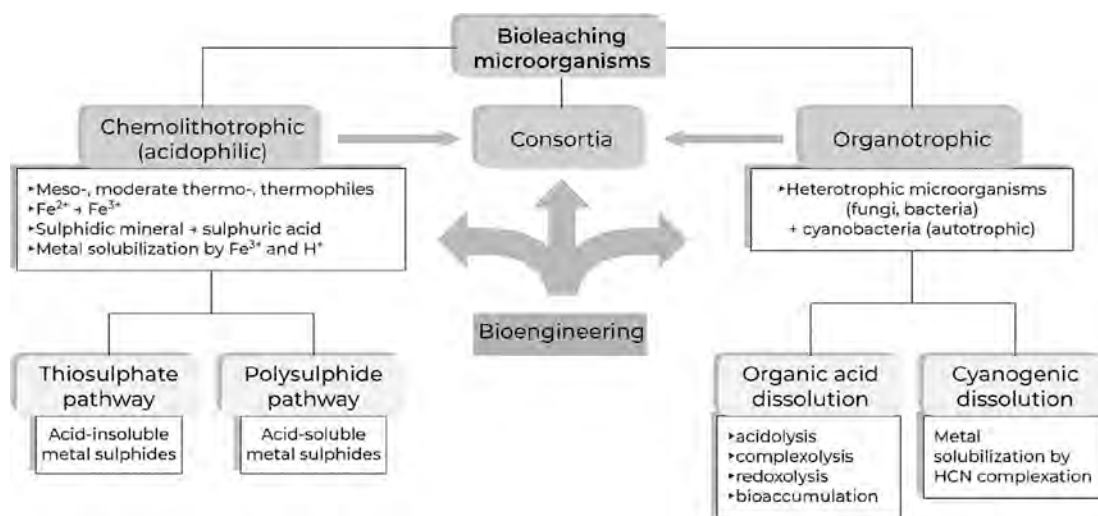 Bioleaching
microorganisms
Chemolithotrophic
(acidophilic)
Consortia
Organotrophic
‣Meso-, moderate thermo-, thermophiles
‣Fe²⁺ → Fe³⁺
‣Sulphidic mineral → sulphuric acid
‣Metal solubilization by Fe³⁺ and H⁺
‣Heterotrophic microorganisms
(fungi, bacteria)
+ cyanobacteria (autotrophic)
Bioengineering
Thiosulphate
pathway
Acid-insoluble
metal sulphides
Polysulphide
pathway
Acid-soluble
metal sulphides
Organic acid
dissolution
‣acidolysis
‣complexolysis
‣redoxolysis
‣bioaccumulation
Cyanogenic
dissolution
Metal
solubilization by
HCN complexation